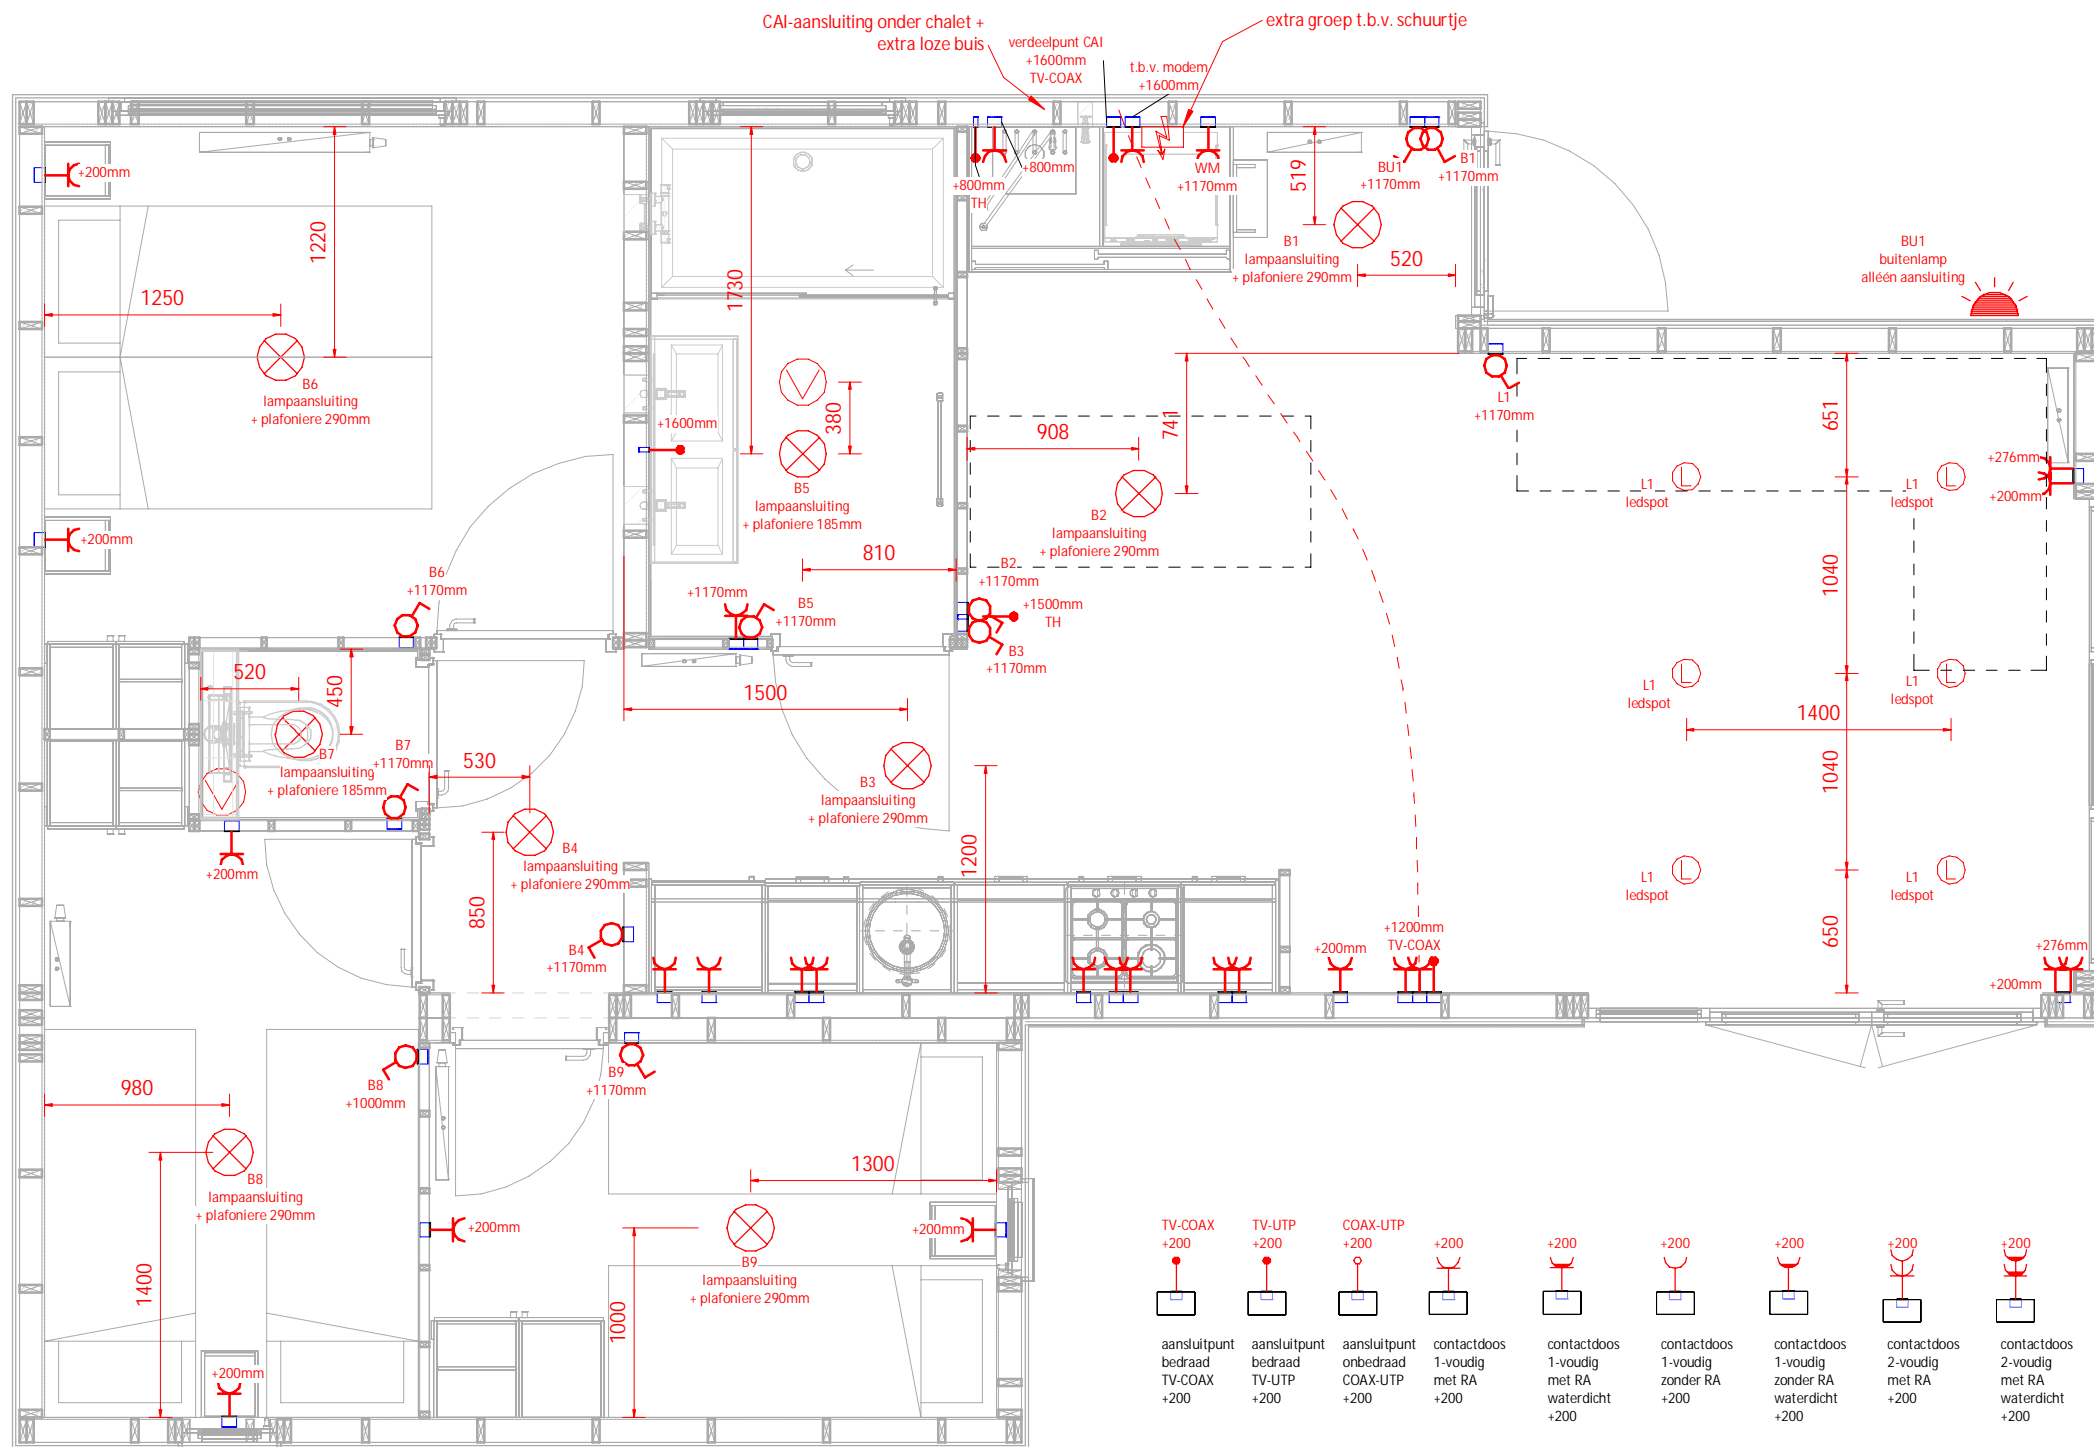 CAI-aansluiting onder chalet +
extra loze buis
verdeelpunt CAI
+1600mm
TV-COAX
t.b.v. modem
+1600mm
extra groep t.b.v. schuurtje
+200mm
1220
1250
B6
lampaansluiting
+ plafoniere 290mm
+200mm
B6
+1170mm
1730
380
+1600mm
B5
lampaansluiting
+ plafoniere 185mm
810
+1170mm
B5
+1170mm
+800mm
TH
+800mm
WM
+1170mm
519
BU1
+1170mm
B1
+1170mm
B1
lampaansluiting
+ plafoniere 290mm
520
BU1
buitenlamp
alléén aansluiting
741
908
B2
lampaansluiting
+ plafoniere 290mm
B2
+1170mm
+1500mm
TH
B3
+1170mm
L1
+1170mm
651
+276mm
+200mm
L1
ledspot
L1
ledspot
1040
L1
ledspot
L1
ledspot
1400
1040
L1
ledspot
L1
ledspot
650
+276mm
+200mm
520
450
B7
lampaansluiting
+ plafoniere 185mm
B7
+1170mm
+200mm
530
1500
B3
lampaansluiting
+ plafoniere 290mm
B4
lampaansluiting
+ plafoniere 290mm
850
1200
B4
+1170mm
+200mm
+1200mm
TV-COAX
980
B8
+1000mm
B9
+1170mm
B8
lampaansluiting
+ plafoniere 290mm
1400
1300
+200mm
+200mm
B9
lampaansluiting
+ plafoniere 290mm
1000
+200mm
TV-COAX
+200
TV-UTP
+200
COAX-UTP
+200
+200
+200
+200
+200
+200
+200
aansluitpunt
bedraad
TV-COAX
+200
aansluitpunt
bedraad
TV-UTP
+200
aansluitpunt
onbedraad
COAX-UTP
+200
contactdoos
1-voudig
met RA
+200
contactdoos
1-voudig
met RA
waterdicht
+200
contactdoos
1-voudig
zonder RA
+200
contactdoos
1-voudig
zonder RA
waterdicht
+200
contactdoos
2-voudig
met RA
+200
contactdoos
2-voudig
met RA
waterdicht
+200